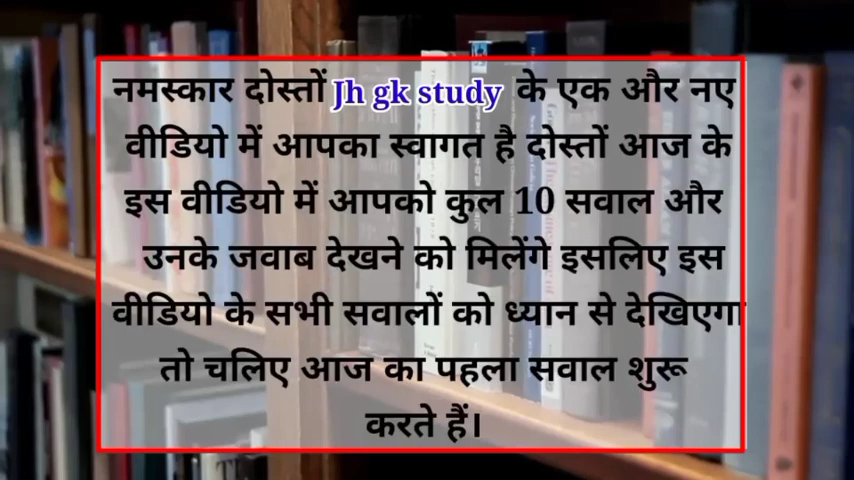 नमस्कार दोस्तों Jh gk study के एक और नए
वीडियो में आपका स्वागत है दोस्तों आज के
इस वीडियो में आपको कुल 10 सवाल और
उनके जवाब देखने को मिलेंगे इसलिए इस
वीडियो के सभी सवालों को ध्यान से देखिएगा
तो चलिए आज का पहला सवाल शुरू
करते हैं।